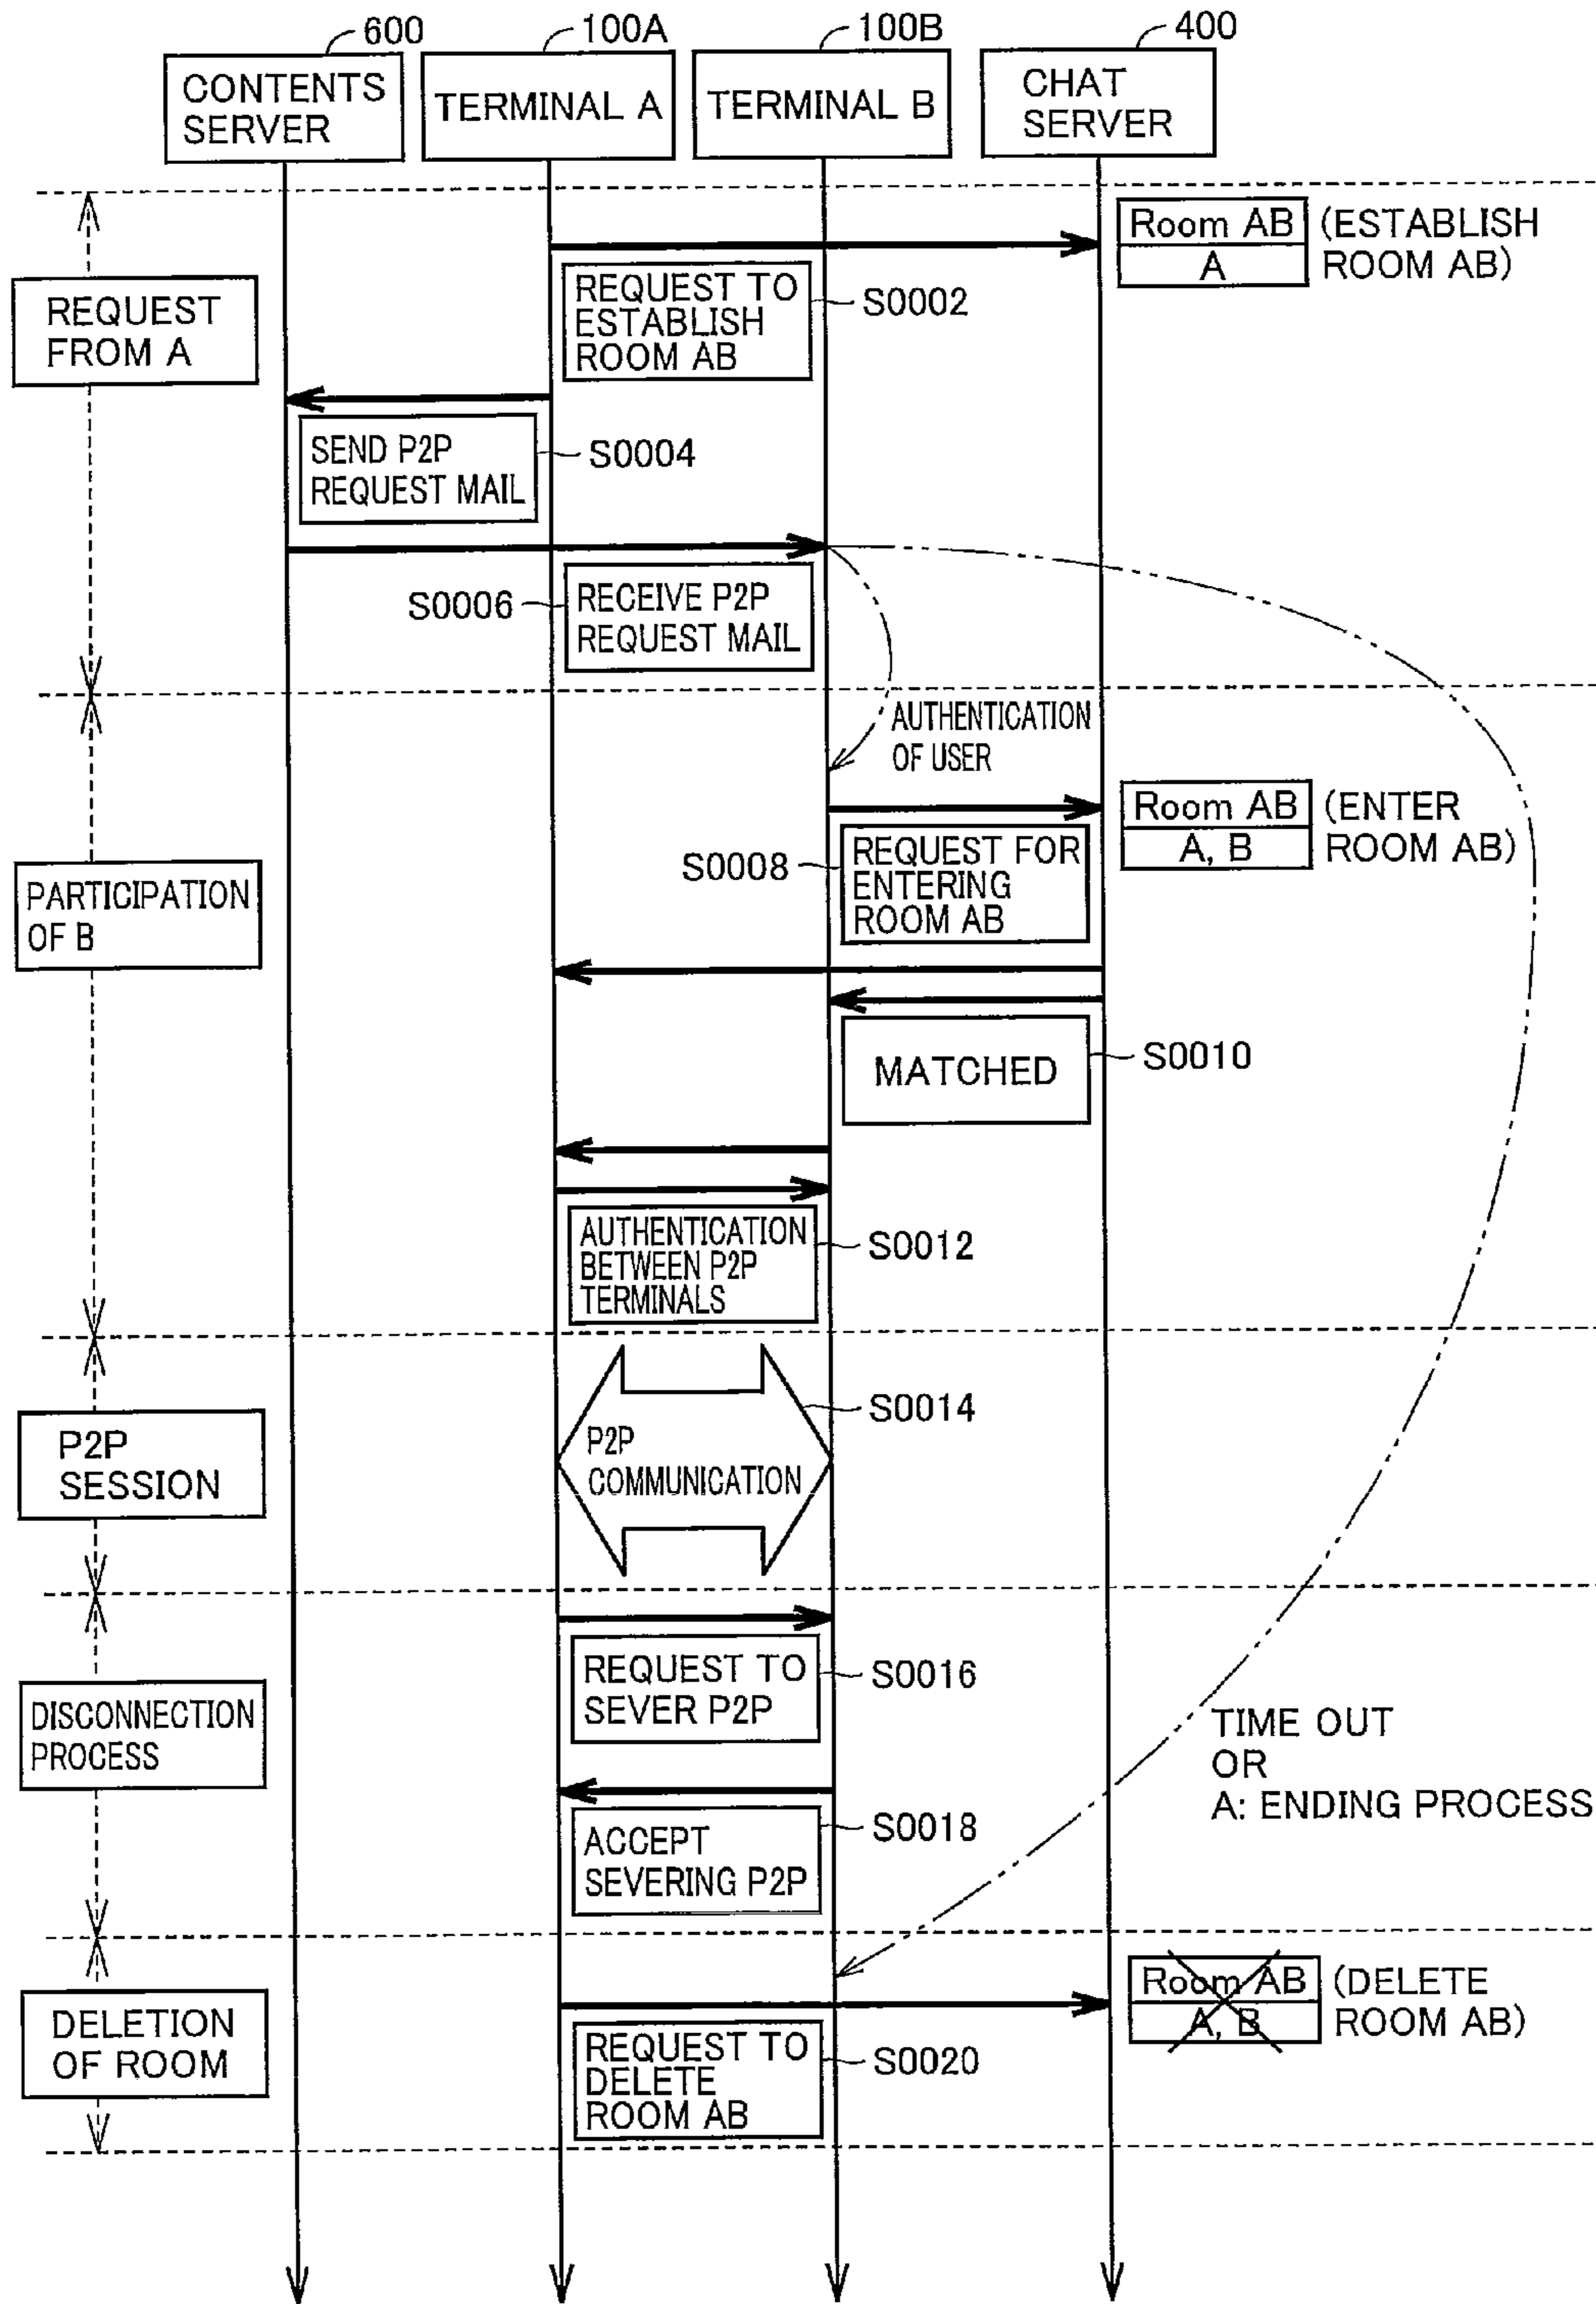 600
100A
100B
400
CONTENTS
SERVER
TERMINAL A
TERMINAL B
CHAT
SERVER
REQUEST
FROM A
Room AB
A
(ESTABLISH
ROOM AB)
REQUEST TO
ESTABLISH
ROOM AB
S0002
SEND P2P
REQUEST MAIL
S0004
S0006
RECEIVE P2P
REQUEST MAIL
AUTHENTICATION
OF USER
PARTICIPATION
OF B
Room AB
A, B
(ENTER
ROOM AB)
S0008
REQUEST FOR
ENTERING
ROOM AB
MATCHED
S0010
AUTHENTICATION
BETWEEN P2P
TERMINALS
S0012
P2P
SESSION
P2P
COMMUNICATION
S0014
DISCONNECTION
PROCESS
REQUEST TO
SEVER P2P
S0016
TIME OUT
OR
A: ENDING PROCESS
ACCEPT
SEVERING P2P
S0018
DELETION
OF ROOM
Room AB
A, B
(DELETE
ROOM AB)
REQUEST TO
DELETE
ROOM AB
S0020